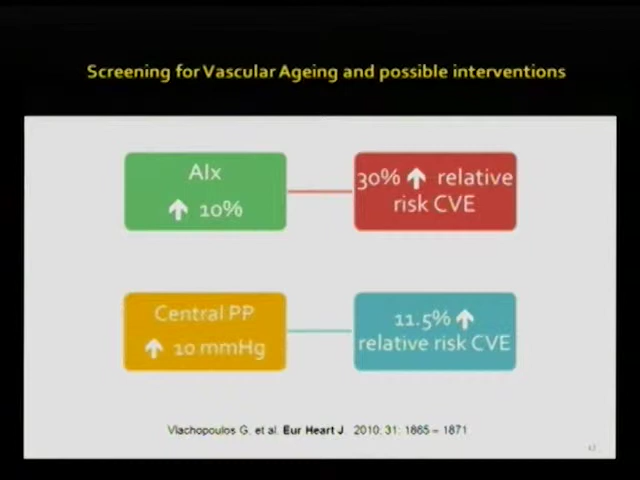 Screening for Vascular Ageing and possible interventions
AIx
↑ 10%
30% ↑ relative
risk CVE
Central PP
↑ 10 mmHg
11.5% ↑
relative risk CVE
Vlachopoulos G. et al. Eur Heart J. 2010; 31: 1865 – 1871